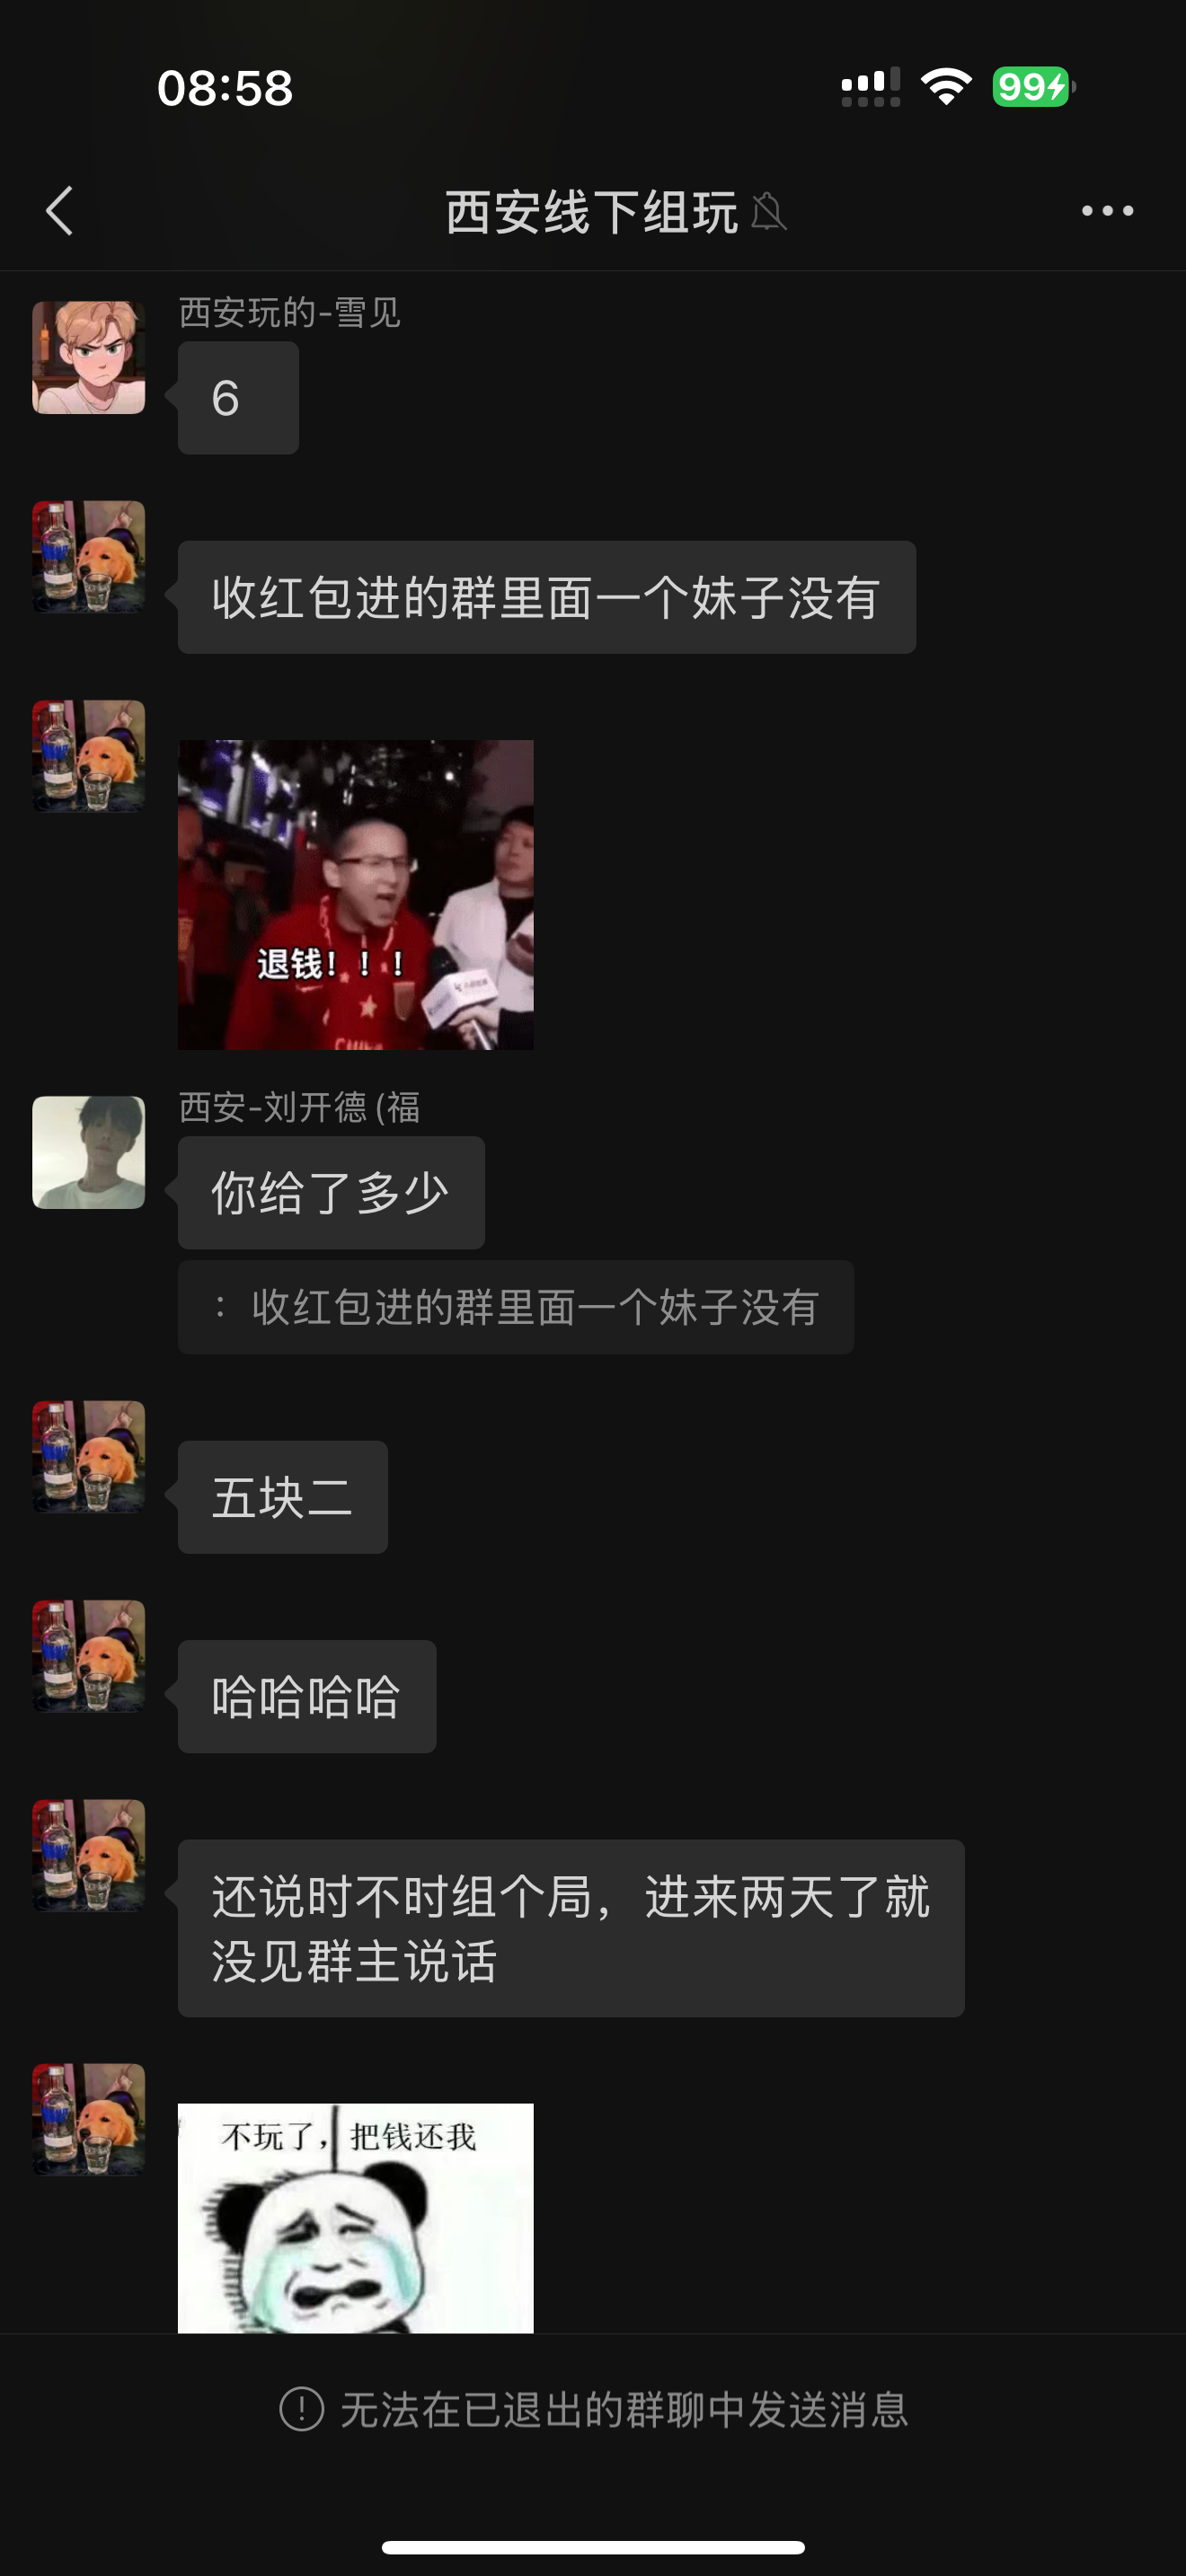 08:58
99
西安线下组玩
西安玩的-雪见
6
收红包进的群里面一个妹子没有
退钱！！！
西安-刘开德 (福
你给了多少
：收红包进的群里面一个妹子没有
五块二
哈哈哈哈
还说时不时组个局，进来两天了就
没见群主说话
不玩了，把钱还我
无法在已退出的群聊中发送消息